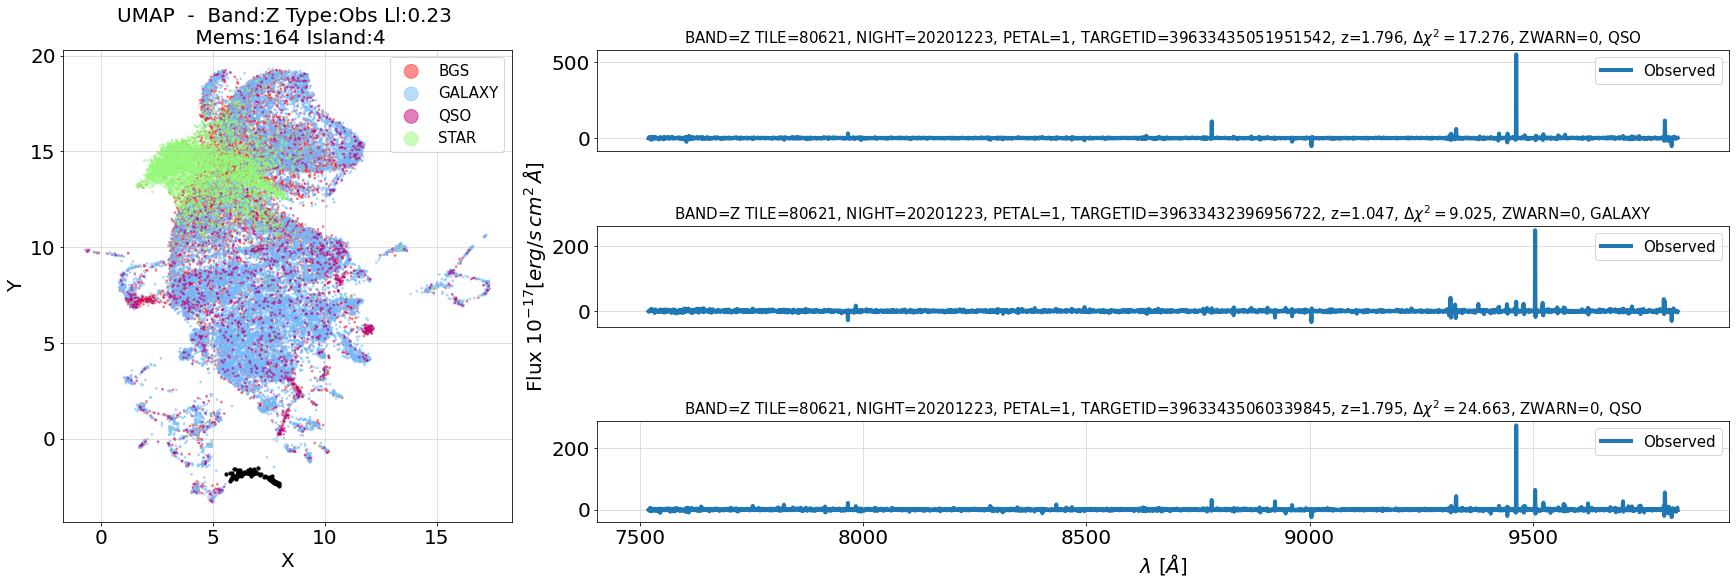 UMAP - Band:Z Type:Obs Ll:0.23
Mems:164 Island:4
20
15
10
5
0
Y
0 5 10 15
X
BGS
GALAXY
QSO
STAR
Flux 10⁻¹⁷[erg/s cm² Å]
BAND=Z TILE=80621, NIGHT=20201223, PETAL=1, TARGETID=39633435051951542, z=1.796, Δχ² = 17.276, ZWARN=0, QSO
500
0
Observed
BAND=Z TILE=80621, NIGHT=20201223, PETAL=1, TARGETID=39633432396956722, z=1.047, Δχ² = 9.025, ZWARN=0, GALAXY
200
0
Observed
BAND=Z TILE=80621, NIGHT=20201223, PETAL=1, TARGETID=39633435060339845, z=1.795, Δχ² = 24.663, ZWARN=0, QSO
200
0
Observed
7500 8000 8500 9000 9500
λ [Å]